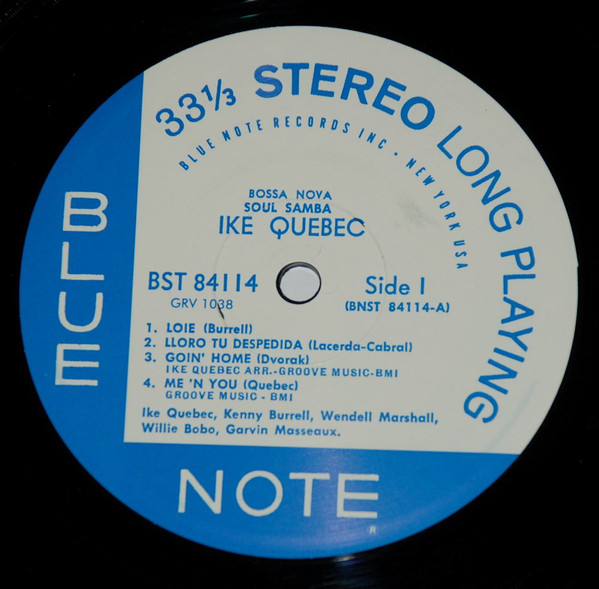 33 1/3 STEREO LONG PLAYING
BLUE NOTE RECORDS INC · NEW YORK USA
BOSSA NOVA
SOUL SAMBA
IKE QUEBEC
BLUE
BST 84114
GRV 1038
Side 1
(BNST 84114-A)
1. LOIE (Burrell)
2. LLORO TU DESPEDIDA (Lacerda-Cabral)
3. GOIN' HOME (Dvorak)
IKE QUEBEC ARR.-GROOVE MUSIC-BMI
4. ME 'N YOU (Quebec)
GROOVE MUSIC - BMI
Ike Quebec, Kenny Burrell, Wendell Marshall,
Willie Bobo, Garvin Masseaux.
NOTE
R